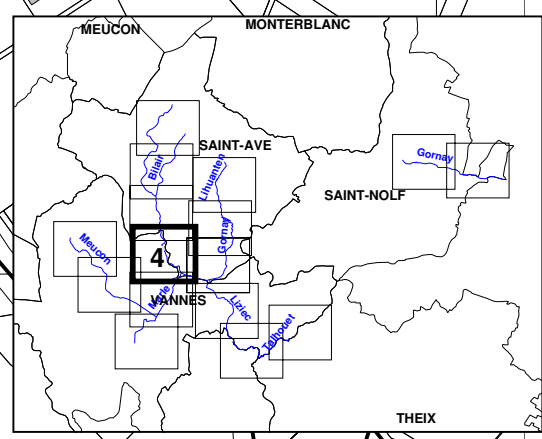 MEUCON
MONTERBLANC
SAINT-AVE
Bilair
Lihuanten
Gornay
SAINT-NOLF
Gornay
Meucon
4
Marle
VANNES
Liziec
Talhouet
THEIX